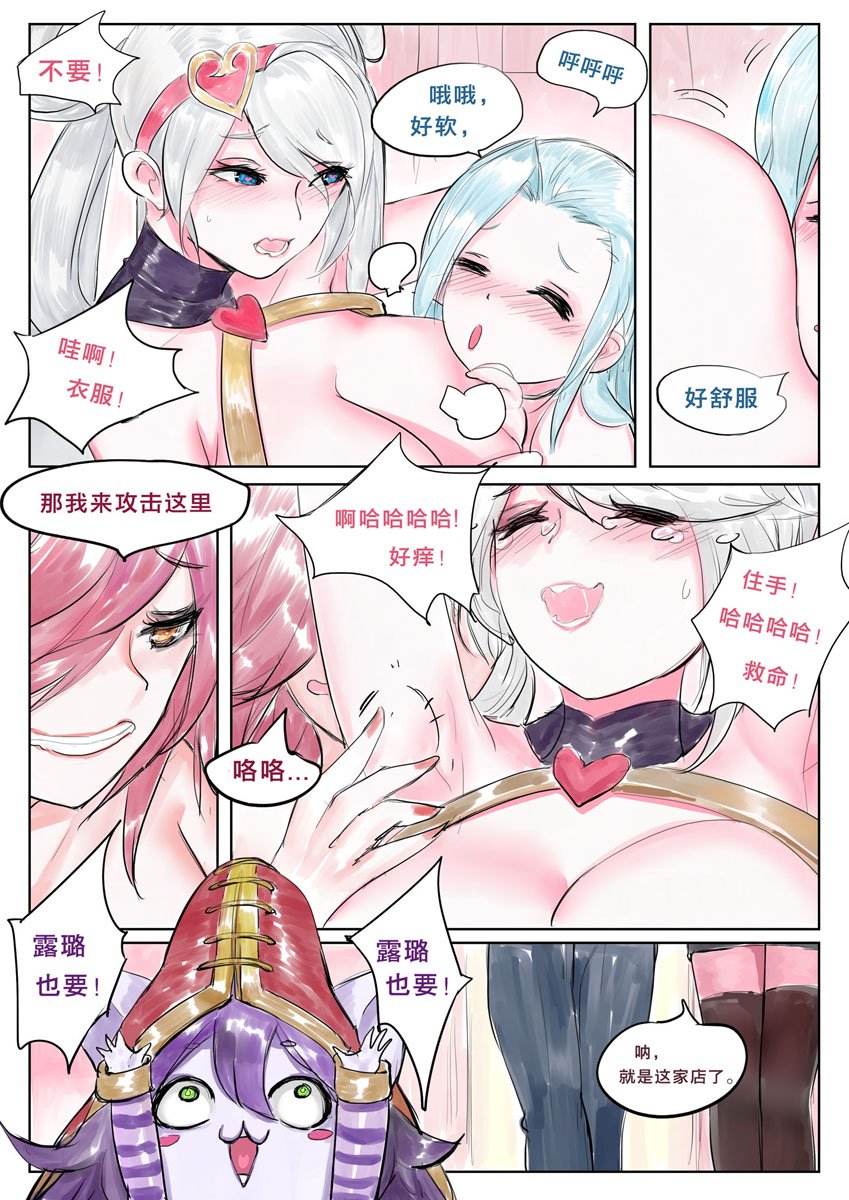 不要！
哦哦，
好软，
呼呼呼
哇啊！
衣服！
好舒服
那我来攻击这里
啊哈哈哈哈！
好痒！
住手！
哈哈哈哈！
救命！
咯咯...
露璐
也要！
露璐
也要！
呐，
就是这家店了。